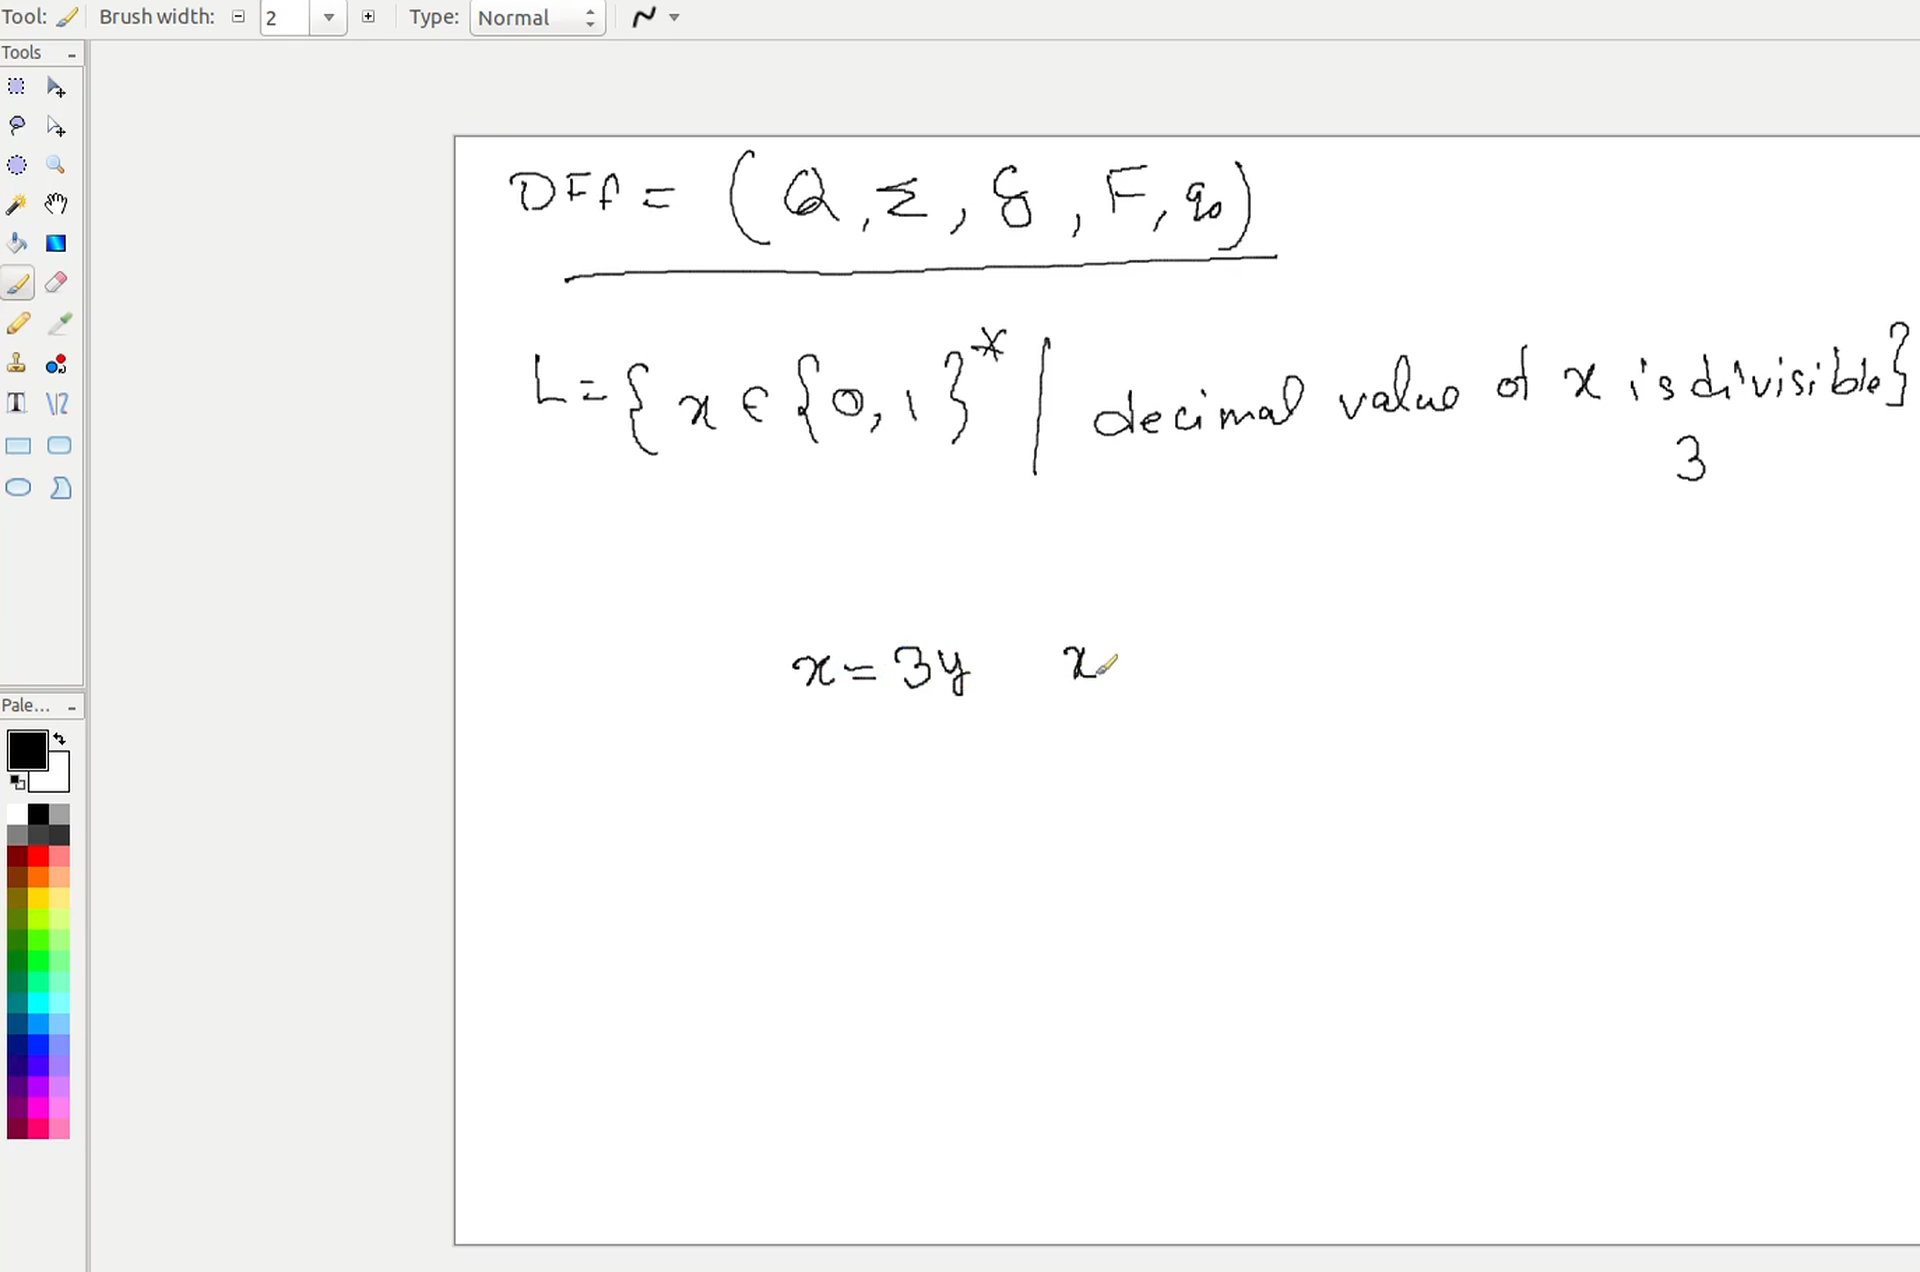 Tool: Brush width: 2 Type: Normal
Tools
Pale...
DFA = (Q, Σ, δ, F, q₀)
L = {x ∈ {0, 1}* | decimal value of x is divisible}
3
x = 3y x